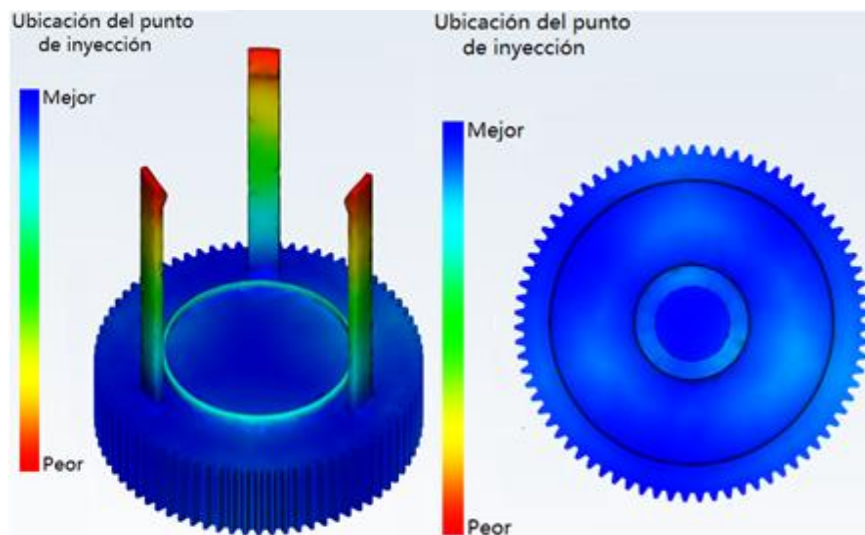 Ubicación del punto
de inyección
Mejor
Peor
Ubicación del punto
de inyección
Mejor
Peor